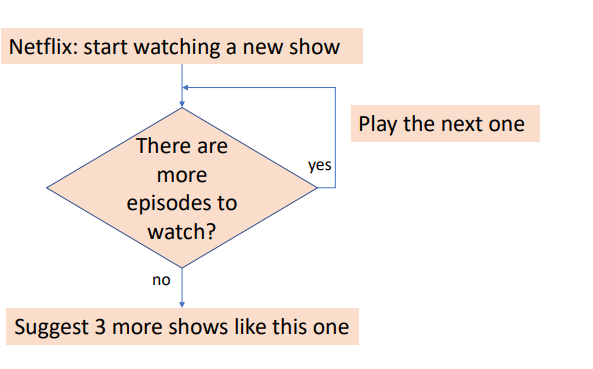 Netflix: start watching a new show
Play the next one
There are
more
episodes to
watch?
yes
no
Suggest 3 more shows like this one